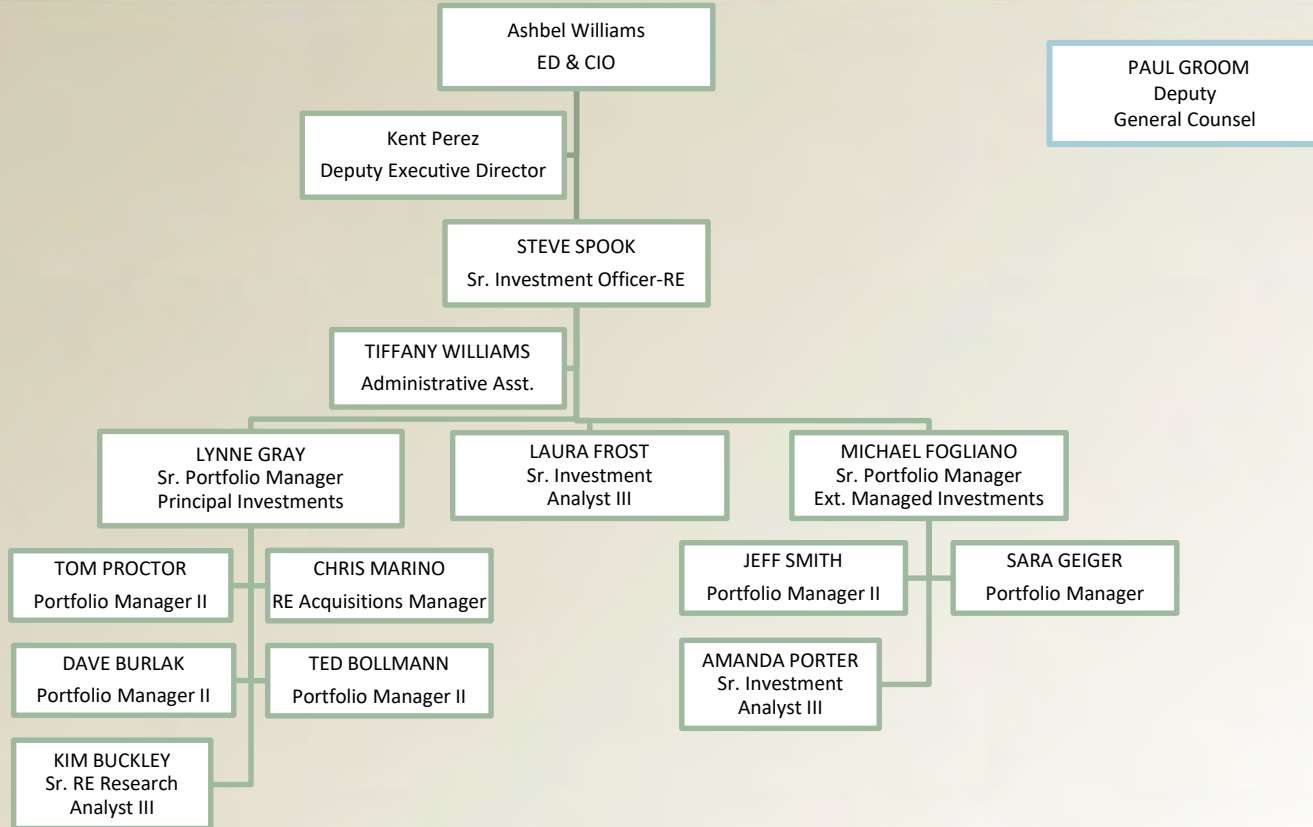 Ashbel Williams
ED & CIO
PAUL GROOM
Deputy
General Counsel
Kent Perez
Deputy Executive Director
STEVE SPOOK
Sr. Investment Officer-RE
TIFFANY WILLIAMS
Administrative Asst.
LYNNE GRAY
Sr. Portfolio Manager
Principal Investments
LAURA FROST
Sr. Investment
Analyst III
MICHAEL FOGLIANO
Sr. Portfolio Manager
Ext. Managed Investments
TOM PROCTOR
Portfolio Manager II
CHRIS MARINO
RE Acquisitions Manager
JEFF SMITH
Portfolio Manager II
SARA GEIGER
Portfolio Manager
DAVE BURLAK
Portfolio Manager II
TED BOLLMANN
Portfolio Manager II
AMANDA PORTER
Sr. Investment
Analyst III
KIM BUCKLEY
Sr. RE Research
Analyst III